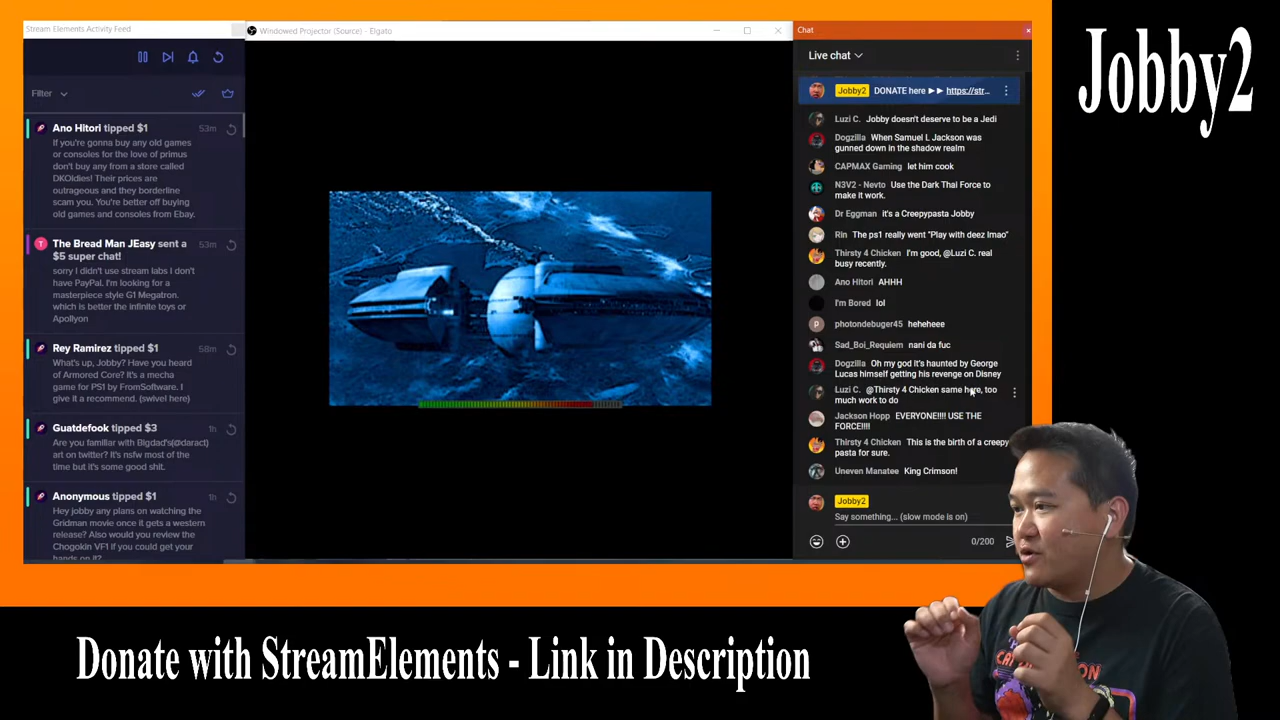 Stream Elements Activity Feed
Filter
Ano Hitori tipped $1
53m
If you're gonna buy any old games
or consoles for the love of primus
don't buy any from a store called
DKOldies! Their prices are
outrageous and they borderline
scam you. You're better off buying
old games and consoles from Ebay.
T
The Bread Man JEasy sent a
53m
$5 super chat!
sorry I didn't use stream labs I don't
have PayPal. I'm looking for a
masterpiece style G1 Megatron.
which is better the infinite toys or
Apollyon
Rey Ramirez tipped $1
58m
What's up, Jobby? Have you heard
of Armored Core? It's a mecha
game for PS1 by FromSoftware. I
give it a recommend. (swivel here)
Guatdefook tipped $3
1h
Are you familiar with Bigdad's(@daract)
art on twitter? It's nsfw most of the
time but it's some good shit.
Anonymous tipped $1
1h
Hey jobby any plans on watching the
Gridman movie once it gets a western
release? Also would you review the
Chogokin VF1 if you could get your
hands on it?
Windowed Projector (Source) - Elgato
Chat
Live chat
Jobby2 DONATE here ►► https://str...
Luzi C. Jobby doesn't deserve to be a Jedi
Dogzilla When Samuel L Jackson was
gunned down in the shadow realm
CAPMAX Gaming let him cook
N3V2 - Nevto Use the Dark Thal Force to
make it work.
Dr Eggman it's a Creepypasta Jobby
Rin The ps1 really went "Play with deez lmao"
Thirsty 4 Chicken I'm good, @Luzi C. real
busy recently.
Ano Hitori AHHH
I'm Bored lol
P
photondebuger45 heheheee
Sad_Boi_Requiem nani da fuc
Dogzilla Oh my god It's haunted by George
Lucas himself getting his revenge on Disney
Luzi C. @Thirsty 4 Chicken same here, too
much work to do
Jackson Hopp EVERYONE!!!! USE THE
FORCE!!!!
Thirsty 4 Chicken This is the birth of a creepy
pasta for sure.
Uneven Manatee King Crimson!
Jobby2
Say something... (slow mode is on)
0/200
Jobby2
Donate with StreamElements - Link in Description